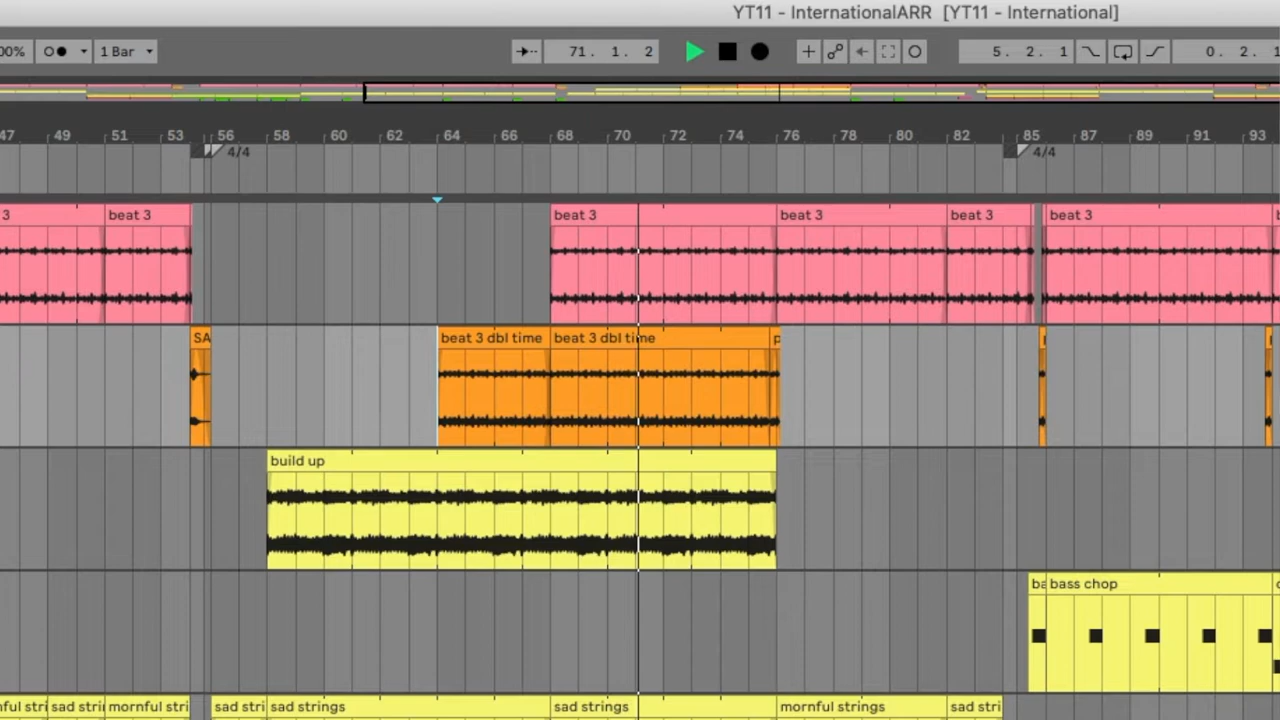 YT11 - InternationalARR [YT11 - International]
00% 1 Bar 71. 1. 2 5. 2. 1 0. 2. 1
47 49 51 53 56 58 60 62 64 66 68 70 72 74 76 78 80 82 85 87 89 91 93
4/4 4/4
3 beat 3 beat 3 beat 3 beat 3 beat 3 b
SA beat 3 dbl time beat 3 dbl time p
build up
ba bass chop c
nful stri sad stri mornful stri sad stri sad strings sad strings mornful strings sad stri